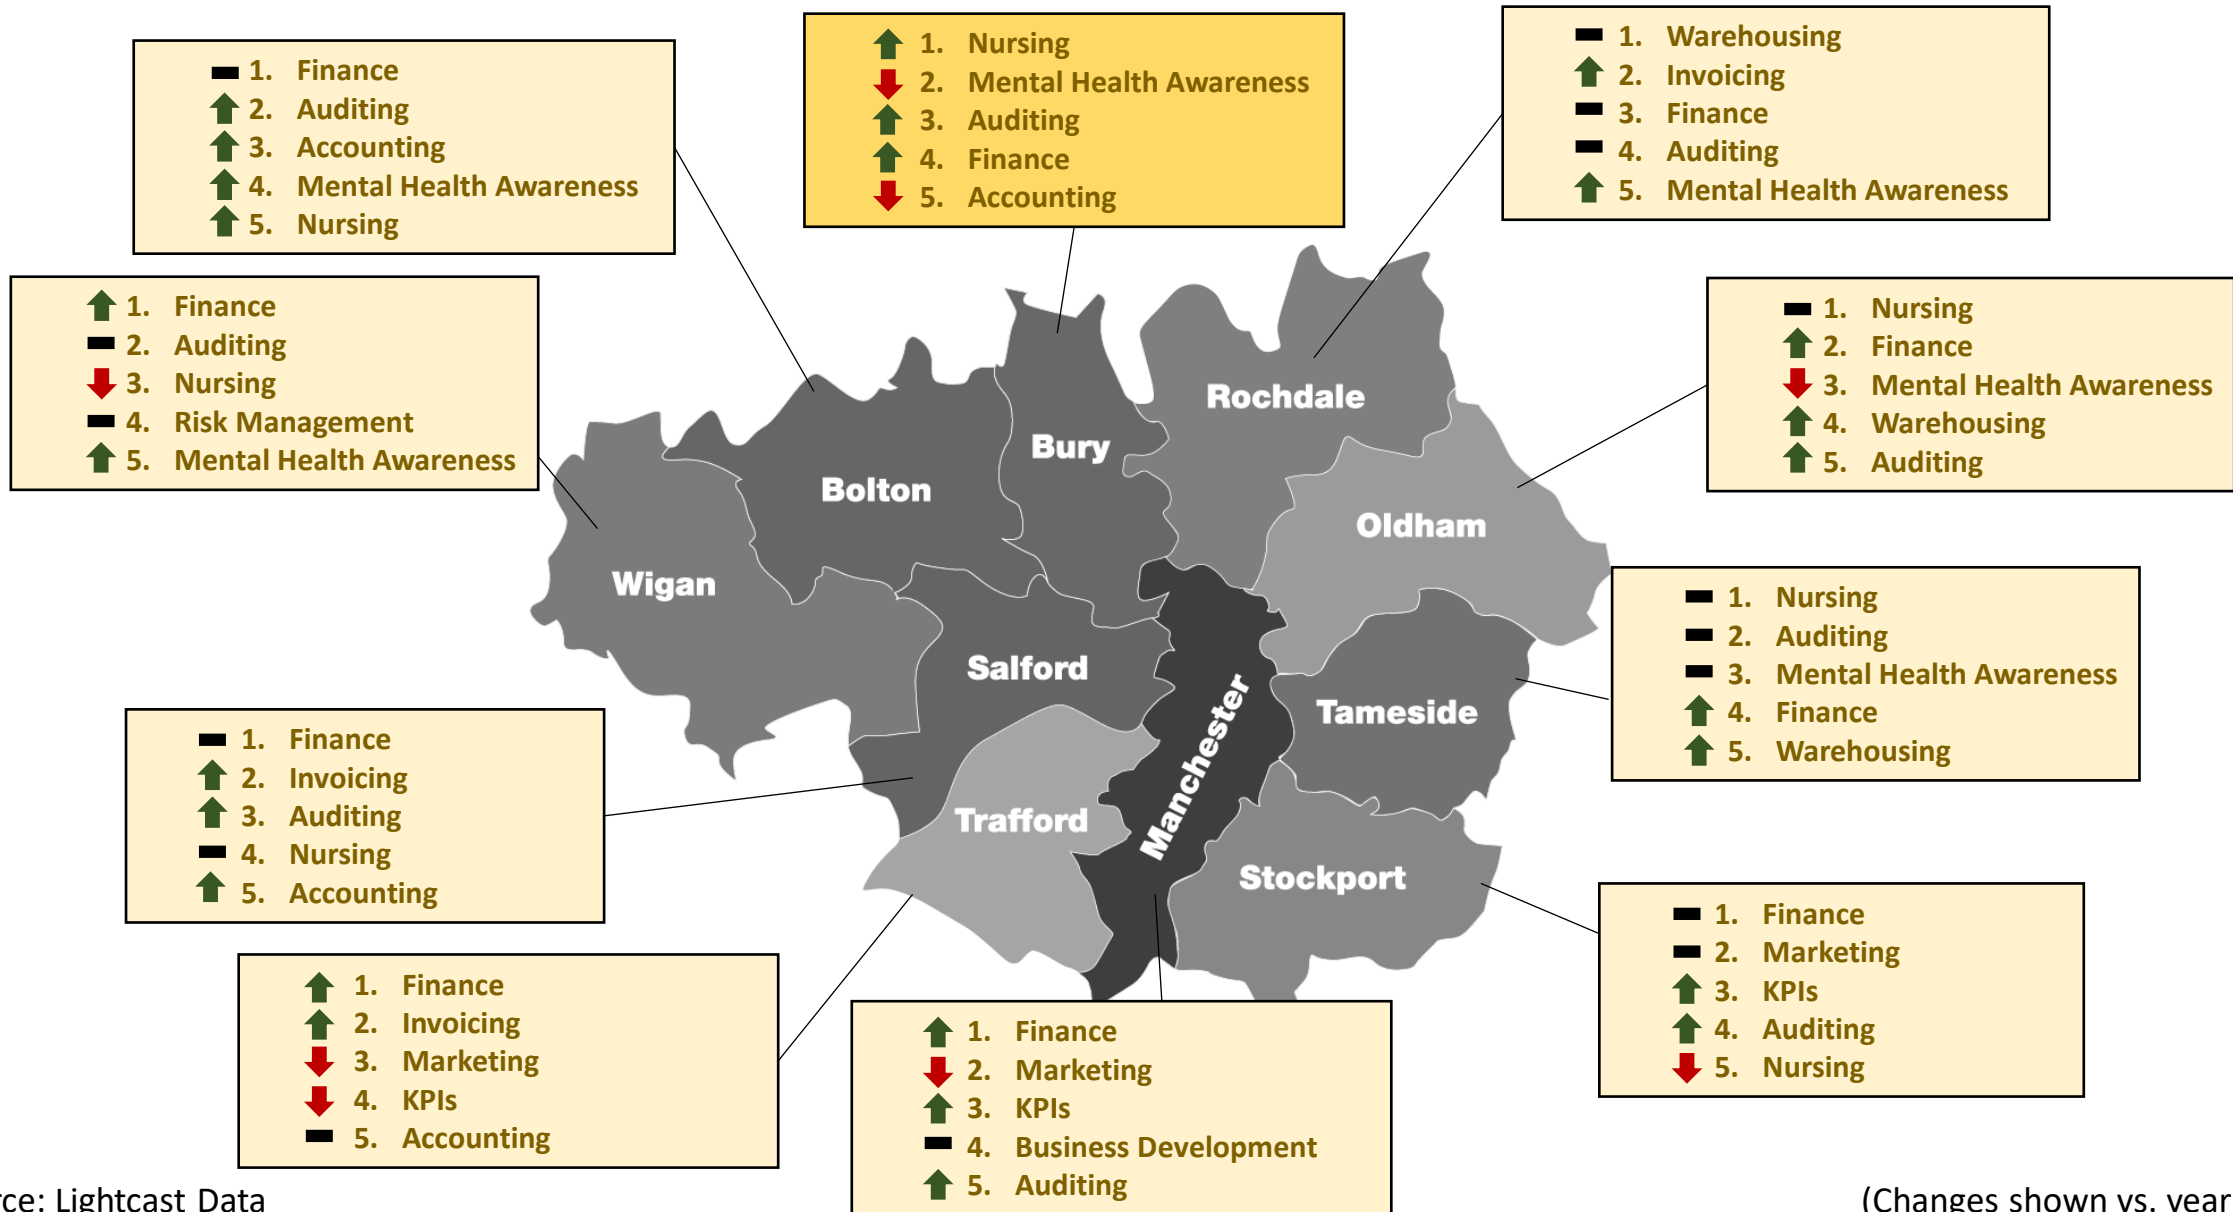 1. Finance
2. Auditing
3. Accounting
4. Mental Health Awareness
5. Nursing
1. Nursing
2. Mental Health Awareness
3. Auditing
4. Finance
5. Accounting
1. Warehousing
2. Invoicing
3. Finance
4. Auditing
5. Mental Health Awareness
1. Finance
2. Auditing
3. Nursing
4. Risk Management
5. Mental Health Awareness
1. Nursing
2. Finance
3. Mental Health Awareness
4. Warehousing
5. Auditing
Rochdale
Bury
Bolton
Oldham
Wigan
Salford
Tameside
Manchester
Trafford
Stockport
1. Nursing
2. Auditing
3. Mental Health Awareness
4. Finance
5. Warehousing
1. Finance
2. Invoicing
3. Auditing
4. Nursing
5. Accounting
1. Finance
2. Marketing
3. KPIs
4. Auditing
5. Nursing
1. Finance
2. Invoicing
3. Marketing
4. KPIs
5. Accounting
1. Finance
2. Marketing
3. KPIs
4. Business Development
5. Auditing
rce: Lightcast Data
(Changes shown vs. year